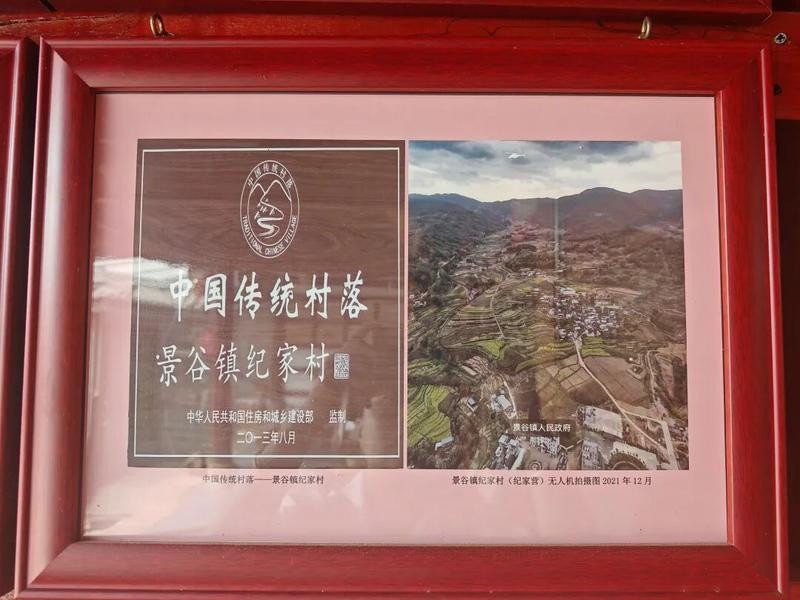 中国传统村落
TRADITIONAL CHINESE VILLAGE
中国传统村落
景谷镇纪家村
中华人民共和国住房和城乡建设部 监制
二〇一三年八月
中国传统村落——景谷镇纪家村
景谷镇人民政府
景谷镇纪家村（纪家营）无人机拍摄图 2021 年 12 月